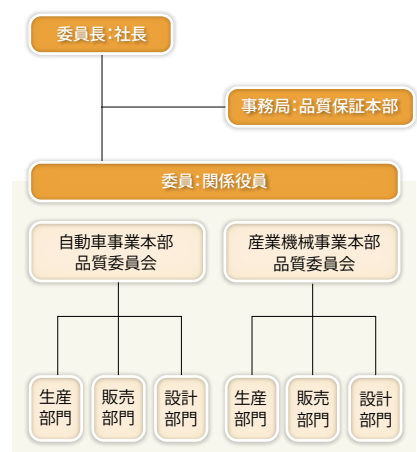 委員長：社長
事務局：品質保証本部
委員：関係役員
自動車事業本部
品質委員会
産業機械事業本部
品質委員会
生産
部門
販売
部門
設計
部門
生産
部門
販売
部門
設計
部門